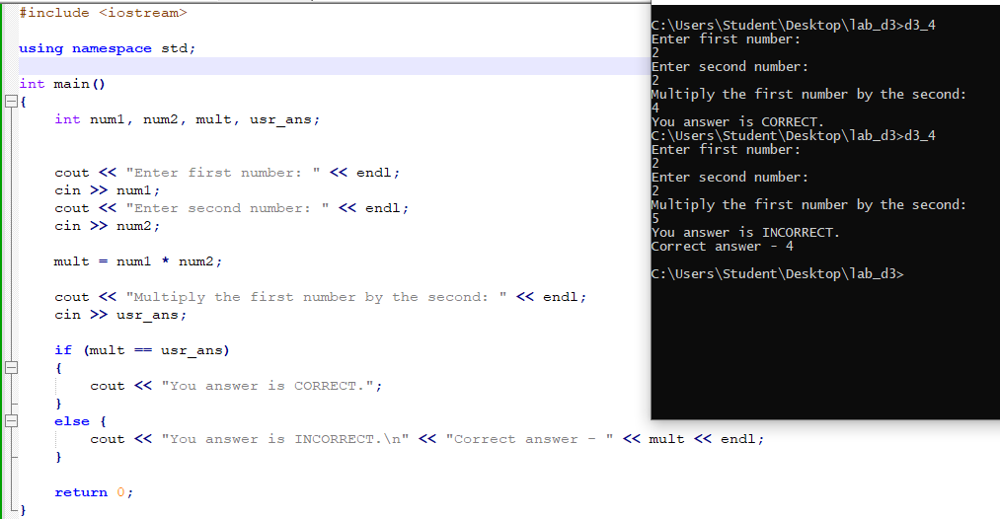 #include <iostream>
using namespace std;
int main()
{
int num1, num2, mult, usr_ans;
cout << "Enter first number: " << endl;
cin >> num1;
cout << "Enter second number: " << endl;
cin >> num2;
mult = num1 * num2;
cout << "Multiply the first number by the second: " << endl;
cin >> usr_ans;
if (mult == usr_ans)
{
cout << "You answer is CORRECT.";
}
else {
cout << "You answer is INCORRECT.\n" << "Correct answer - " << mult << endl;
}
return 0;
}
C:\Users\Student\Desktop\lab_d3>d3_4
Enter first number:
2
Enter second number:
2
Multiply the first number by the second:
4
You answer is CORRECT.
C:\Users\Student\Desktop\lab_d3>d3_4
Enter first number:
2
Enter second number:
2
Multiply the first number by the second:
5
You answer is INCORRECT.
Correct answer - 4
C:\Users\Student\Desktop\lab_d3>